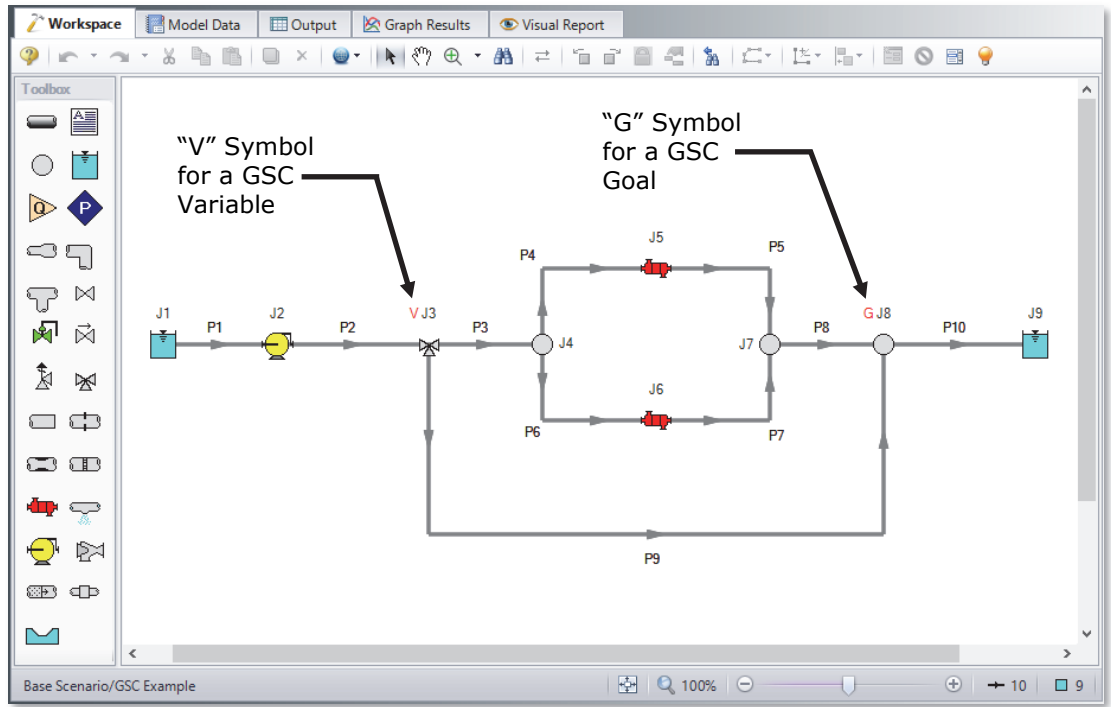 Workspace
Model Data
Output
Graph Results
Visual Report
Toolbox
"V" Symbol
for a GSC
Variable
"G" Symbol
for a GSC
Goal
Q
P
J5
P4
P5
J1
P1
J2
P2
V J3
P3
J4
J7
P8
G J8
P10
J9
J6
P6
P7
P9
Base Scenario/GSC Example
100%
10
9